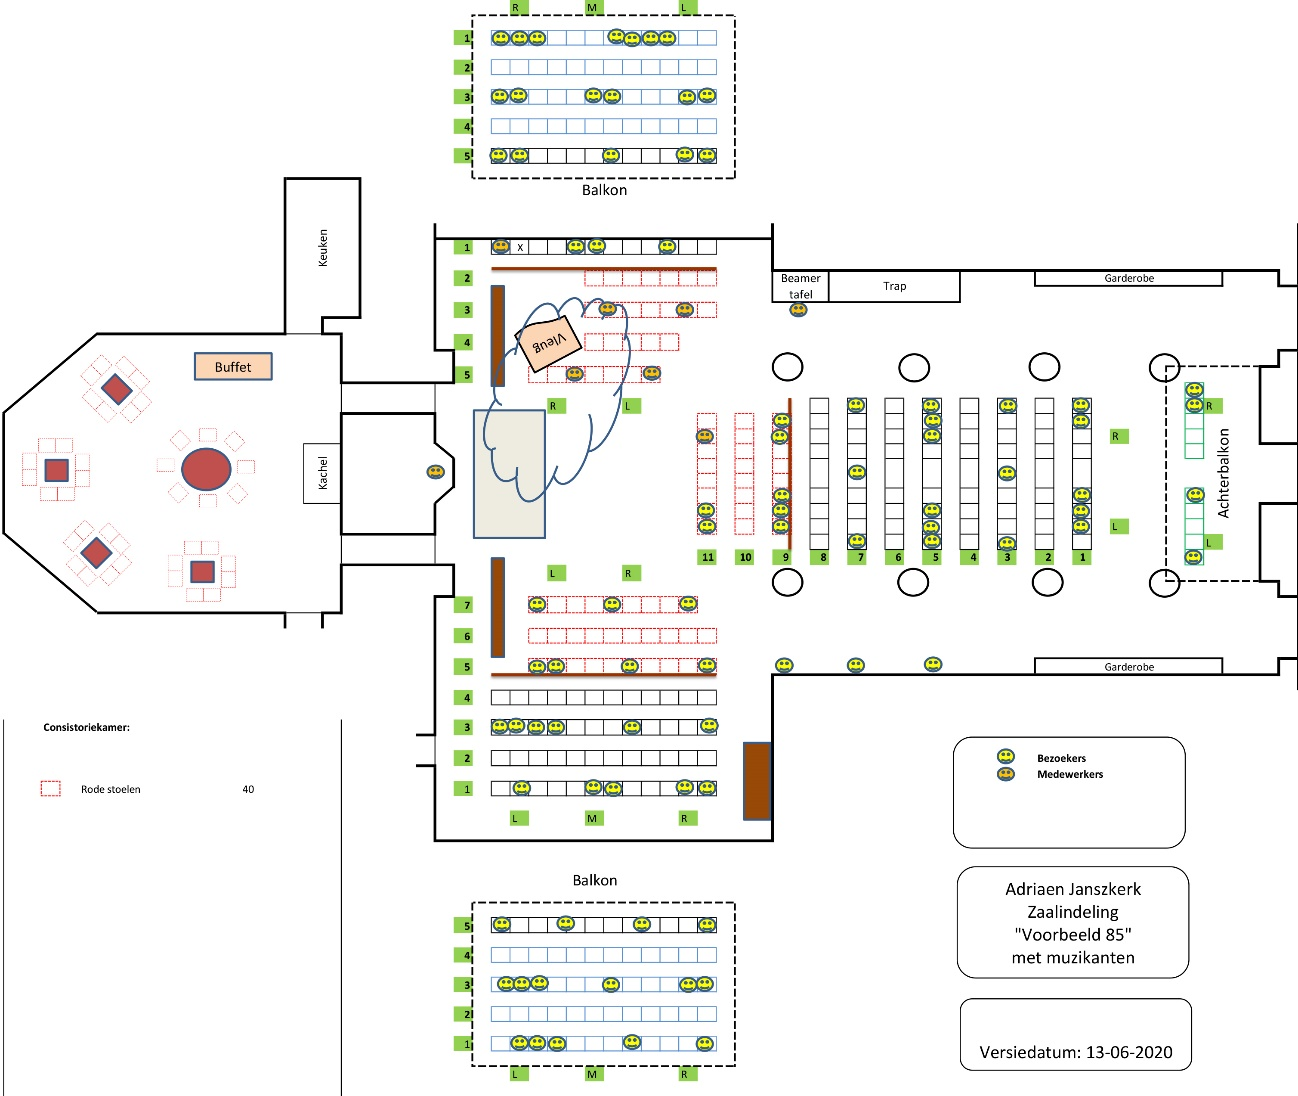 R M L
1
2
3
4
5
Balkon
Keuken
1 X
2
3
4
5
Vleug
Beamer
tafel
Trap
Garderobe
Buffet
Kachel
R L
R
R
L
L
Achterbalkon
11 10 9 8 7 6 5 4 3 2 1
L R
7
6
5
4
3
2
1
Garderobe
L M R
Consistoriekamer:
Rode stoelen 40
Bezoekers
Medewerkers
Adriaen Janszkerk
Zaalindeling
"Voorbeeld 85"
met muzikanten
Versiedatum: 13-06-2020
Balkon
5
4
3
2
1
L M R